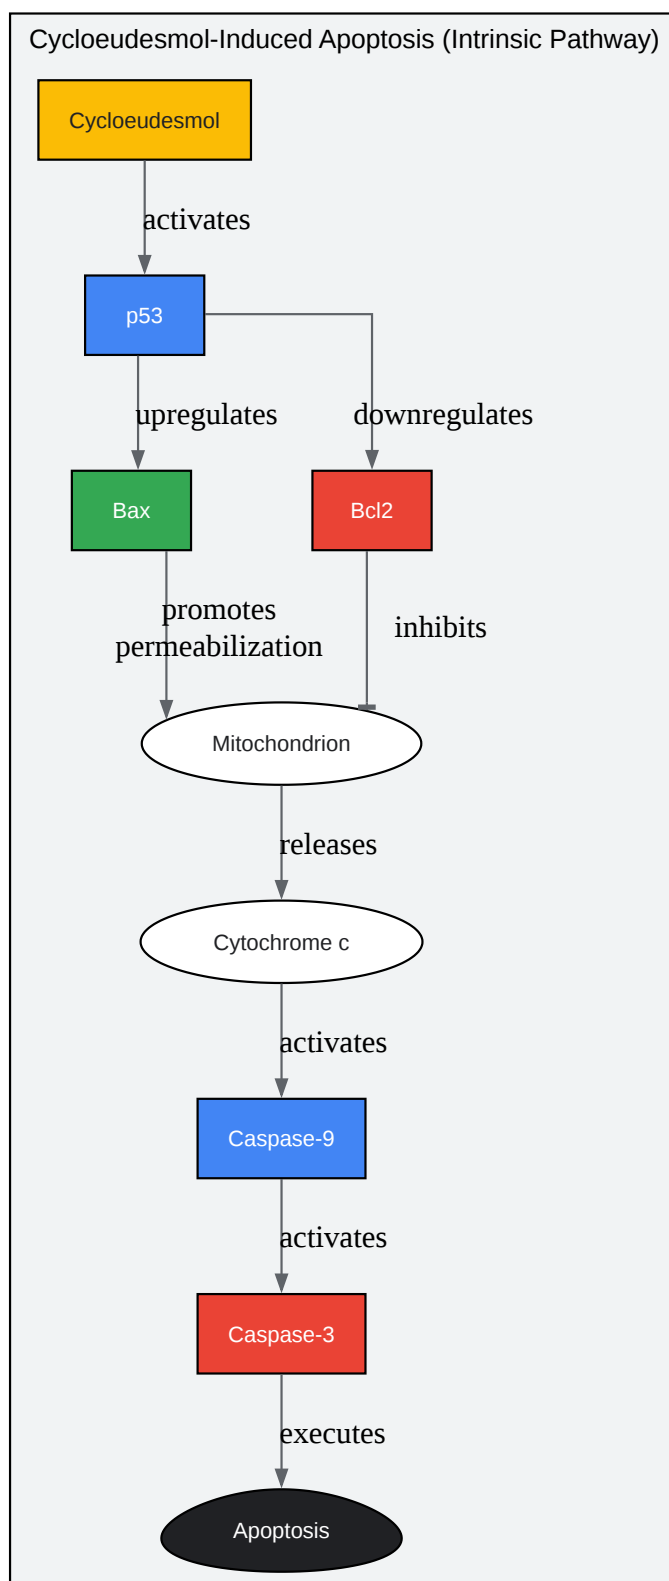 Cycloeudesmol-Induced Apoptosis (Intrinsic Pathway)
Cycloeudesmol
activates
p53
upregulates
downregulates
Bax
Bcl2
promotes
permeabilization
inhibits
Mitochondrion
releases
Cytochrome c
activates
Caspase-9
activates
Caspase-3
executes
Apoptosis